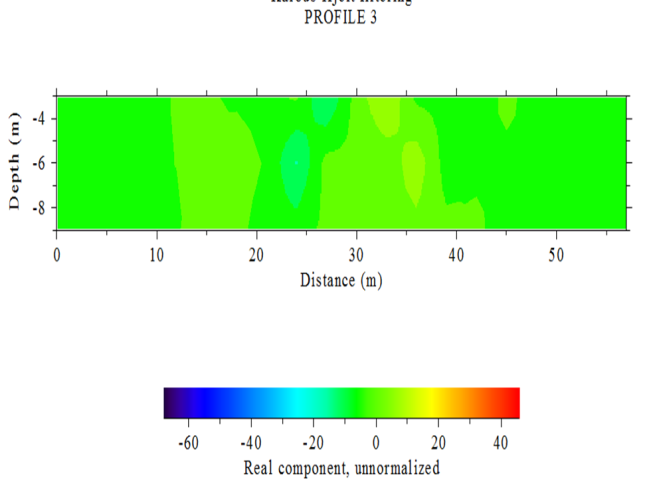 PROFILE 3
Depth (m)
-4
-6
-8
0 10 20 30 40 50
Distance (m)
-60 -40 -20 0 20 40
Real component, unnormalized